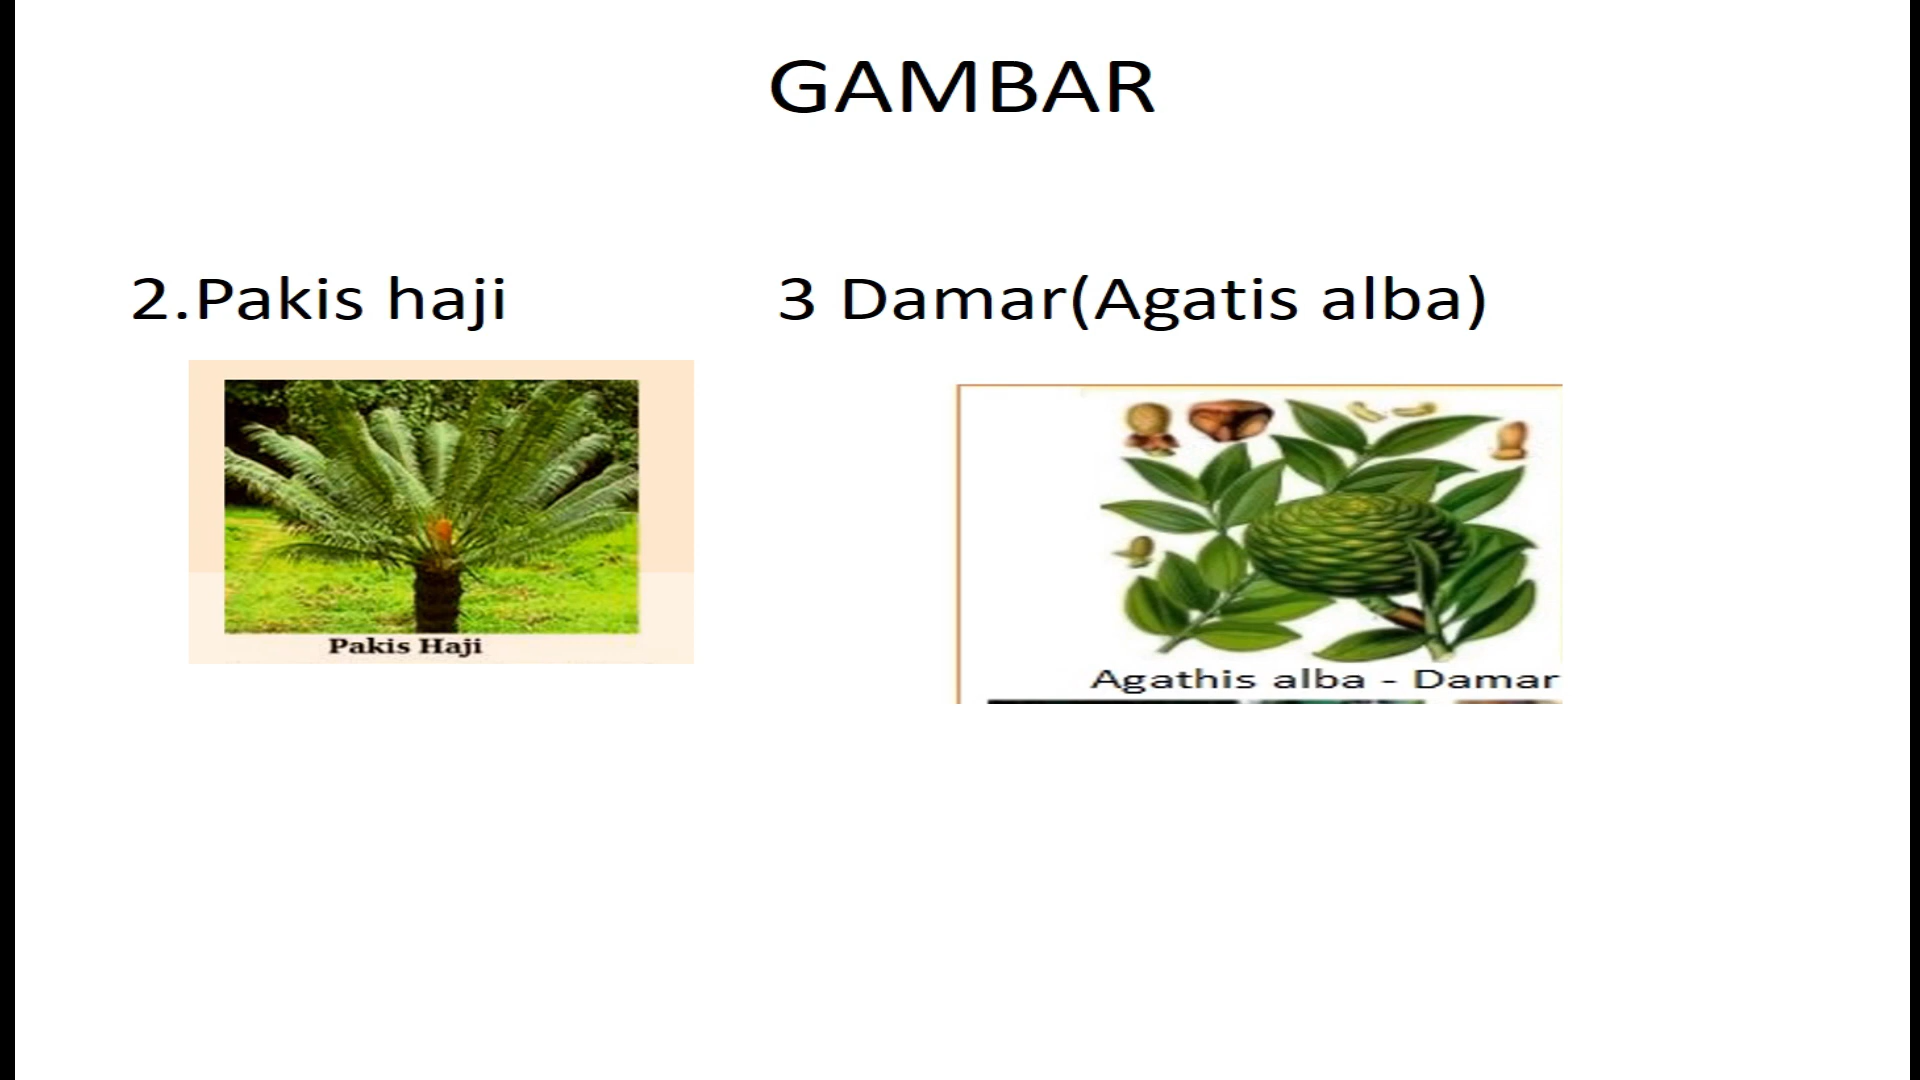 GAMBAR
2.Pakis haji
3 Damar(Agatis alba)
Pakis Haji
Agathis alba - Damar